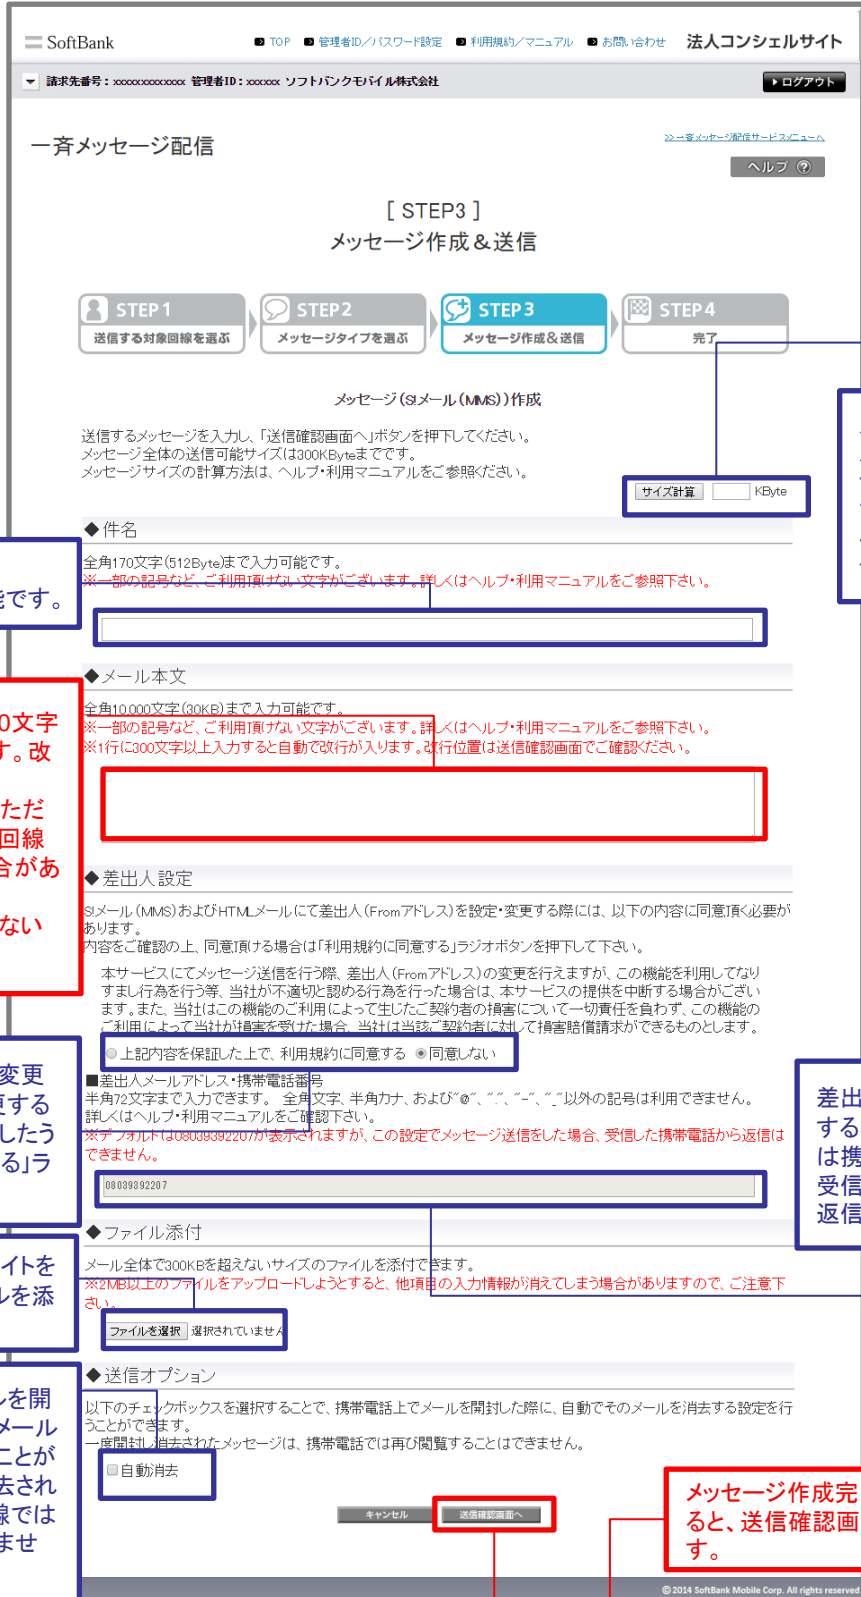 SoftBank
TOP 管理者ID／パスワード設定 利用規約／マニュアル お問い合わせ 法人コンシェルサイト
請求先番号：xxxxxxxxxxxx 管理者ID：xxxxxx ソフトバンクモバイル株式会社
ログアウト
一斉メッセージ配信
>>一斉メッセージ配信サービスメニューへ
ヘルプ ?
[ STEP3 ]
メッセージ作成＆送信
STEP1 STEP2 STEP3 STEP4
送信する対象回線を選ぶ メッセージタイプを選ぶ メッセージ作成＆送信 完了
メッセージ(S!メール(MMS))作成
送信するメッセージを入力し、「送信確認画面へ」ボタンを押下してください。
メッセージ全体の送信可能サイズは300KByteまでです。
メッセージサイズの計算方法は、ヘルプ・利用マニュアルをご参照ください。
サイズ計算 KByte
◆件名
全角170文字(512Byte)まで入力可能です。
※一部の記号など、ご利用頂けない文字がございます。詳しくはヘルプ・利用マニュアルをご参照下さい。
能です。
◆メール本文
全角10,000文字(30KB)まで入力可能です。
※一部の記号など、ご利用頂けない文字がございます。詳しくはヘルプ・利用マニュアルをご参照下さい。
※1行に300文字以上入力すると自動で改行が入ります。改行位置は送信確認画面でご確認ください。
0文字
す。改
ただ
回線
合があ
ない
◆差出人設定
S!メール(MMS)およびHTMLメールにて差出人(Fromアドレス)を設定・変更する際には、以下の内容に同意頂く必要が
あります。
内容をご確認の上、同意頂ける場合は「利用規約に同意する」ラジオボタンを押下して下さい。
本サービスにてメッセージ送信を行う際、差出人(Fromアドレス)の変更を行えますが、この機能を利用してなり
すまし行為を行う等、当社が不適切と認める行為を行った場合は、本サービスの提供を中断する場合がござい
ます。また、当社はこの機能のご利用によって生じたご契約者の損害について一切責任を負わず、この機能の
ご利用によって当社が損害を受けた場合、当社は当該ご契約者に対して損害賠償請求ができるものとします。
上記内容を保証した上で、利用規約に同意する 同意しない
■差出人メールアドレス・携帯電話番号
半角72文字まで入力できます。 全角文字、半角カナ、および"@"、"."、"-"、"_"以外の記号は利用できません。
詳しくはヘルプ・利用マニュアルをご確認下さい。
※デフォルトは08039392207が表示されますが、この設定でメッセージ送信をした場合、受信した携帯電話から返信は
できません。
08039392207
変更
更する
したう
る」ラ
差出
する
は携
受信
返信
◆ファイル添付
メール全体で300KBを超えないサイズのファイルを添付できます。
※2MB以上のファイルをアップロードしようとすると、他項目の入力情報が消えてしまう場合がありますので、ご注意下
さい。
ファイルを選択 選択されていません
イトを
ルを添
◆送信オプション
以下のチェックボックスを選択することで、携帯電話上でメールを開封した際に、自動でそのメールを消去する設定を行
うことができます。
一度開封し消去されたメッセージは、携帯電話では再び閲覧することはできません。
自動消去
ルを開
メール
ことが
去され
線では
ませ
キャンセル 送信確認画面へ
メッセージ作成完
ると、送信確認画
す。
© 2014 SoftBank Mobile Corp. All rights reserved.